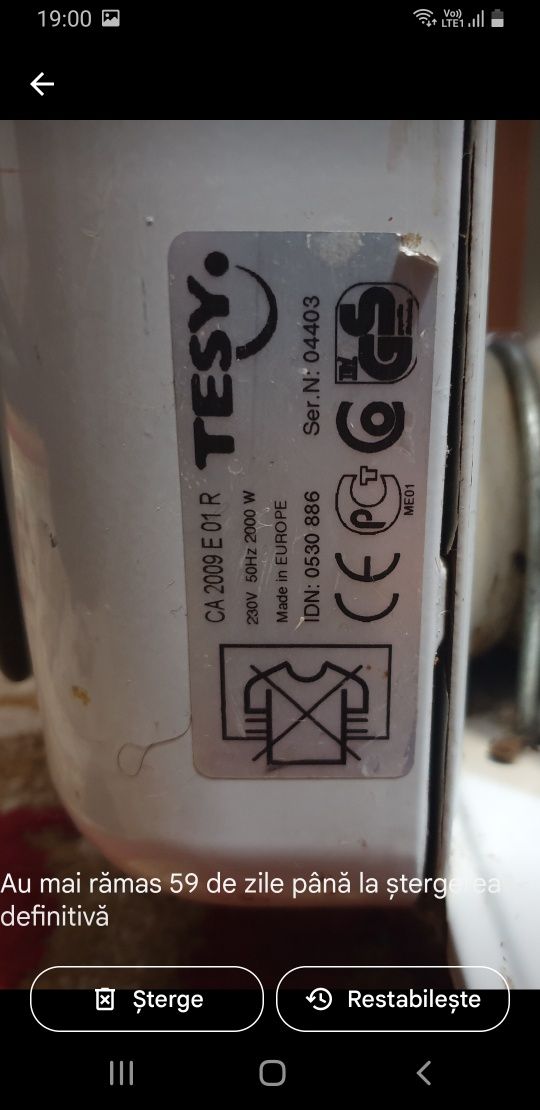 19:00
Vo))
LTE1
TESY
CA 2009 E 01 R
230V 50Hz 2000 W
Made in EUROPE
IDN: 0530 886
Ser.N: 04403
CE
PCT
ME01
GS
Au mai rămas 59 de zile până la ștergerea
definitivă
Șterge
Restabilește